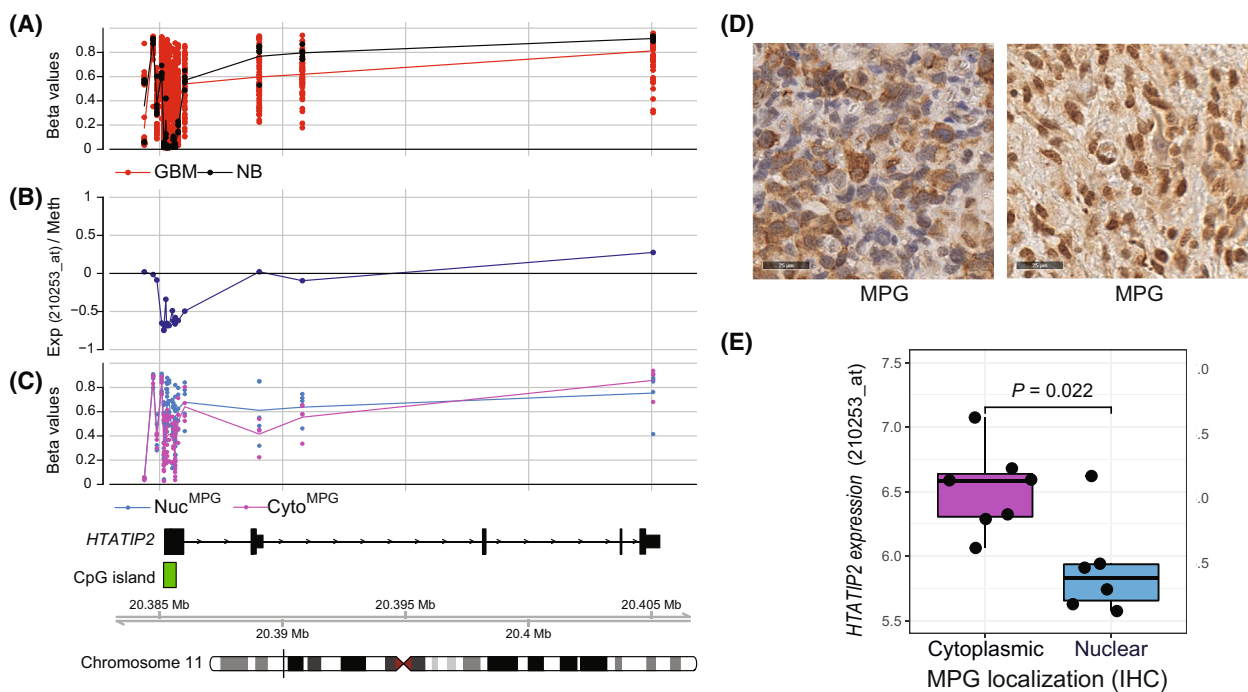 (A)
Beta values
0.8
0.6
0.4
0.2
0
GBM NB
(B)
Exp (210253_at) / Meth
1
0.5
0
−0.5
−1
(C)
Beta values
0.8
0.6
0.4
0.2
0
Nuc^MPG Cyto^MPG
HTATIP2
CpG island
20.385 Mb 20.395 Mb 20.405 Mb
20.39 Mb 20.4 Mb
Chromosome 11
(D)
25 µm
25 µm
MPG MPG
(E)
HTATIP2 expression (210253_at)
7.5
7.0
6.5
6.0
5.5
P = 0.022
.0
.5
.0
.5
Cytoplasmic Nuclear
MPG localization (IHC)